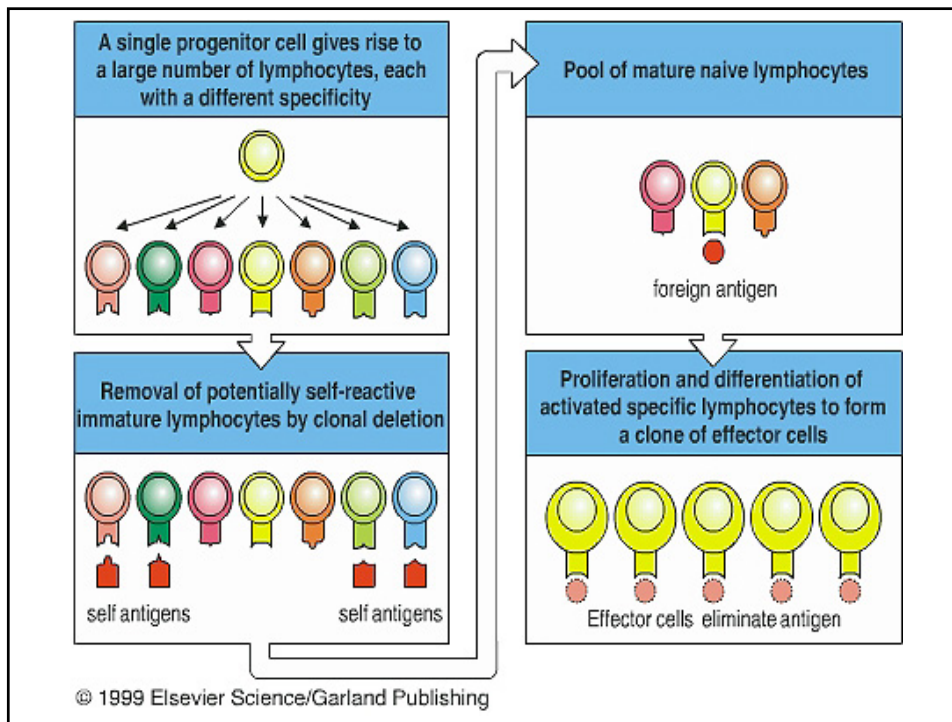 A single progenitor cell gives rise to
a large number of lymphocytes, each
with a different specificity
Removal of potentially self-reactive
immature lymphocytes by clonal deletion
self antigens
self antigens
Pool of mature naive lymphocytes
foreign antigen
Proliferation and differentiation of
activated specific lymphocytes to form
a clone of effector cells
Effector cells eliminate antigen
© 1999 Elsevier Science/Garland Publishing